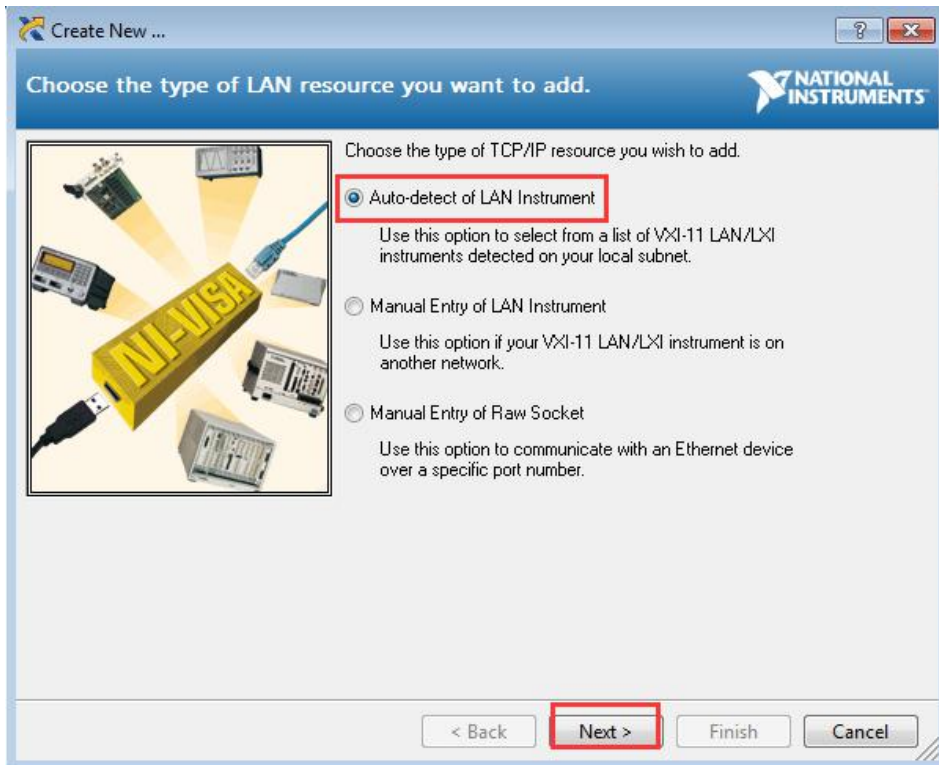 Create New ...
Choose the type of LAN resource you want to add.
NATIONAL
INSTRUMENTS
Choose the type of TCP/IP resource you wish to add.
Auto-detect of LAN Instrument
Use this option to select from a list of VXI-11 LAN/LXI
instruments detected on your local subnet.
Manual Entry of LAN Instrument
Use this option if your VXI-11 LAN/LXI instrument is on
another network.
Manual Entry of Raw Socket
Use this option to communicate with an Ethernet device
over a specific port number.
NI-VISA
< Back
Next >
Finish
Cancel